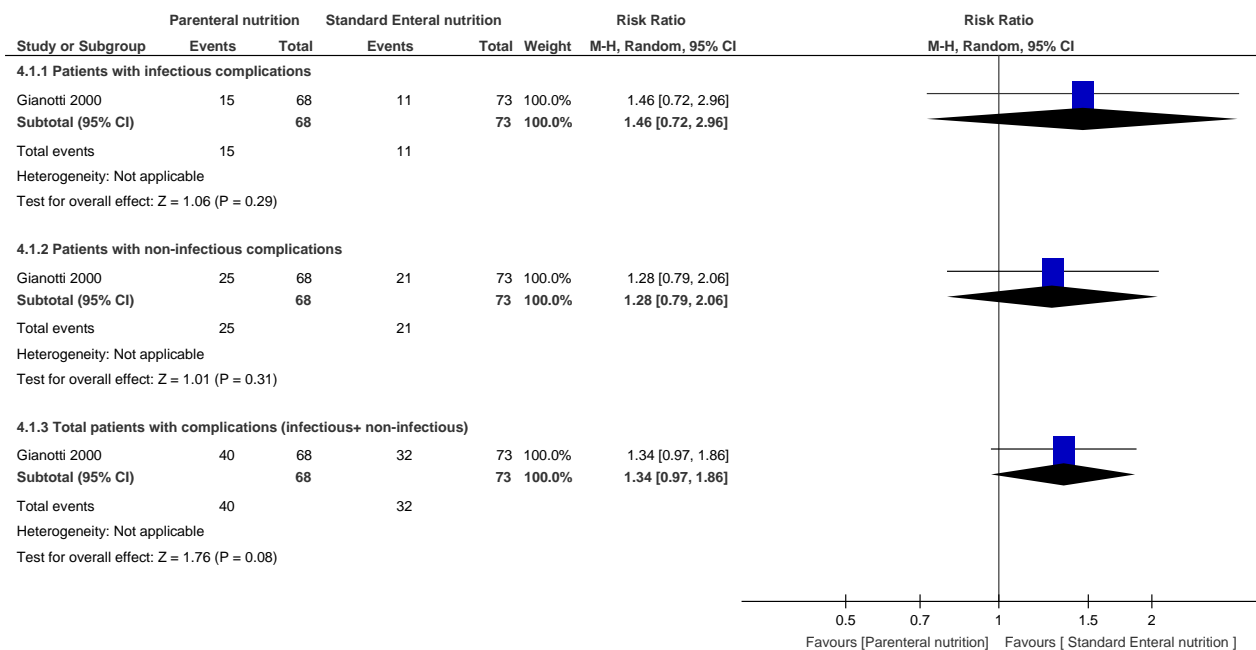 Parenteral nutrition Standard Enteral nutrition Risk Ratio Risk Ratio
Study or Subgroup Events Total Events Total Weight M-H, Random, 95% CI M-H, Random, 95% CI
4.1.1 Patients with infectious complications
Gianotti 2000 15 68 11 73 100.0% 1.46 [0.72, 2.96]
Subtotal (95% CI) 68 73 100.0% 1.46 [0.72, 2.96]
Total events 15 11
Heterogeneity: Not applicable
Test for overall effect: Z = 1.06 (P = 0.29)
4.1.2 Patients with non-infectious complications
Gianotti 2000 25 68 21 73 100.0% 1.28 [0.79, 2.06]
Subtotal (95% CI) 68 73 100.0% 1.28 [0.79, 2.06]
Total events 25 21
Heterogeneity: Not applicable
Test for overall effect: Z = 1.01 (P = 0.31)
4.1.3 Total patients with complications (infectious+ non-infectious)
Gianotti 2000 40 68 32 73 100.0% 1.34 [0.97, 1.86]
Subtotal (95% CI) 68 73 100.0% 1.34 [0.97, 1.86]
Total events 40 32
Heterogeneity: Not applicable
Test for overall effect: Z = 1.76 (P = 0.08)
0.5 0.7 1 1.5 2
Favours [Parenteral nutrition] Favours [ Standard Enteral nutrition ]